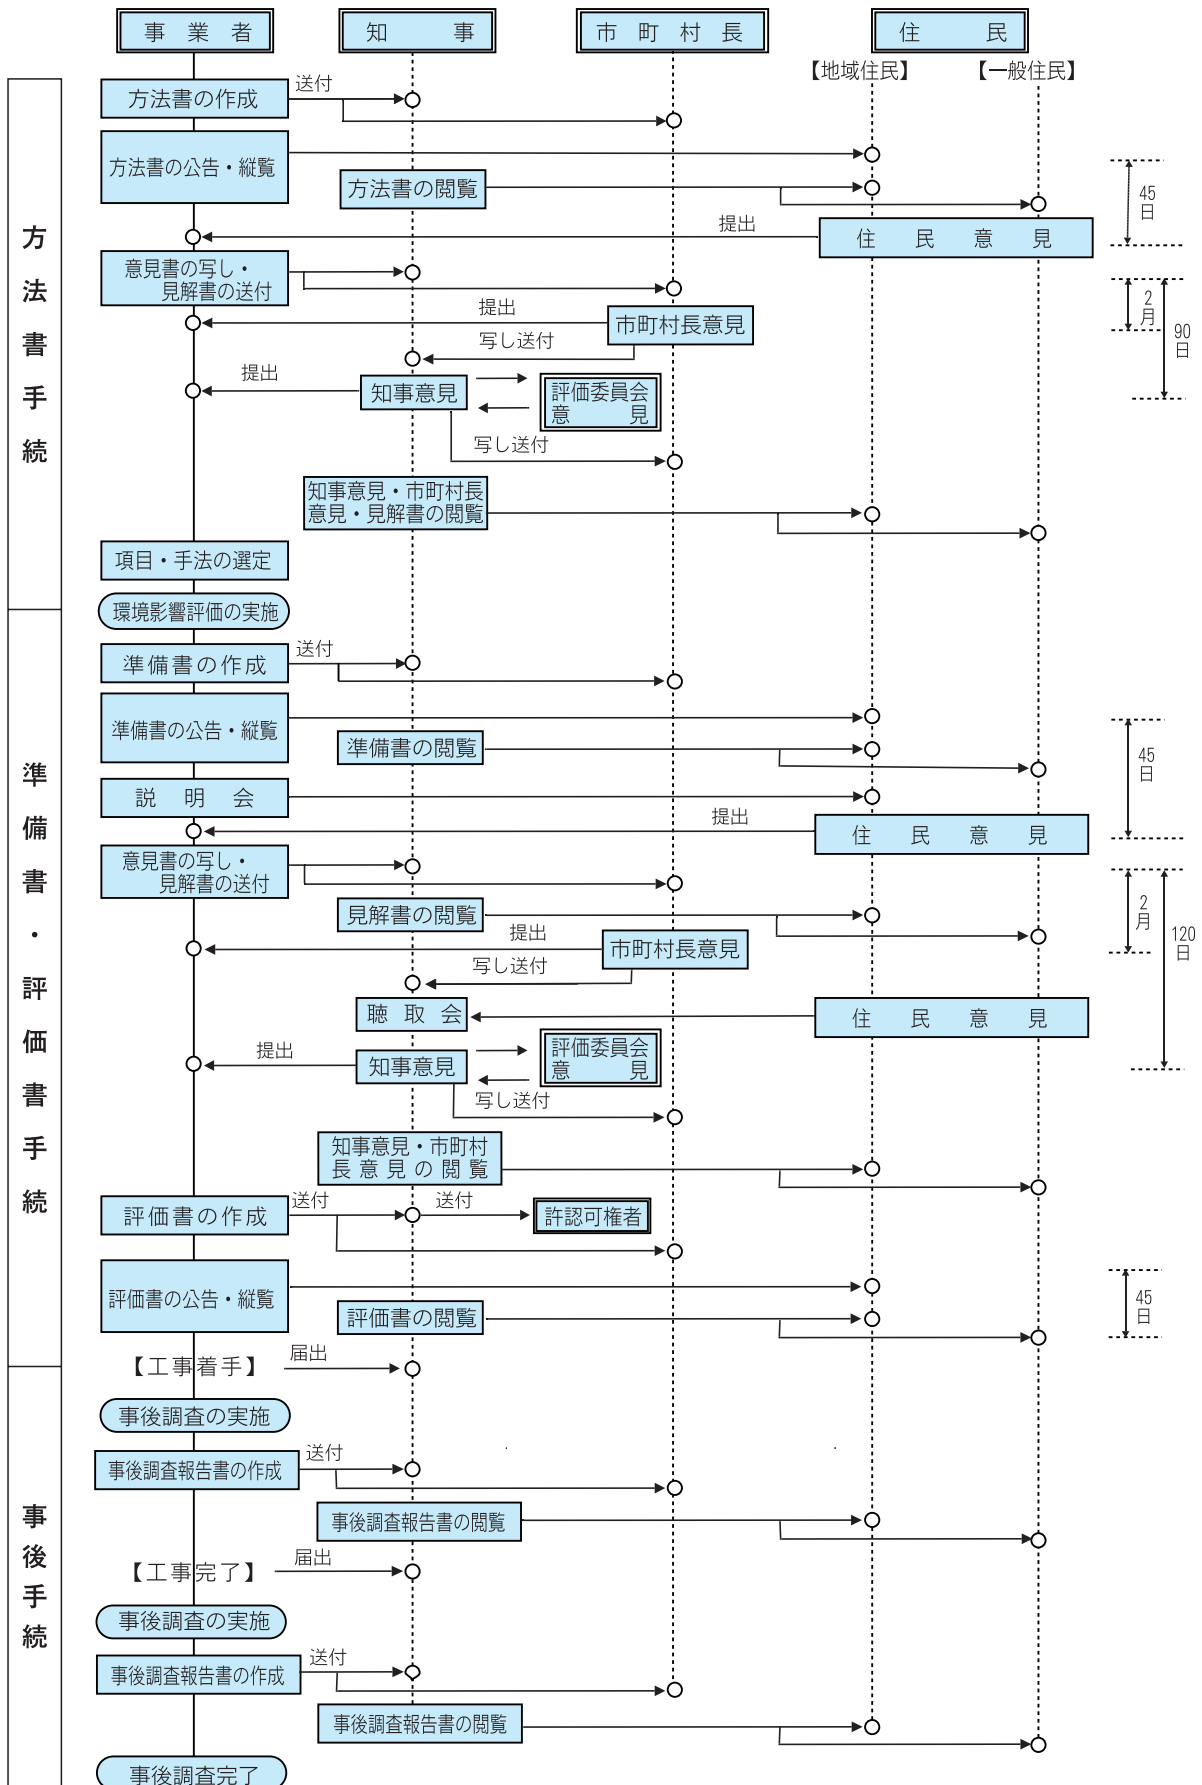 事業者
知事
市町村長
住民
【地域住民】
【一般住民】
方法書手続
方法書の作成
送付
方法書の公告・縦覧
方法書の閲覧
45日
提出
住民意見
意見書の写し・
見解書の送付
提出
市町村長意見
2月
90日
写し送付
提出
知事意見
評価委員会
意見
写し送付
知事意見・市町村長
意見・見解書の閲覧
項目・手法の選定
準備書・評価書手続
環境影響評価の実施
準備書の作成
送付
準備書の公告・縦覧
準備書の閲覧
45日
説明会
提出
住民意見
意見書の写し・
見解書の送付
見解書の閲覧
2月
120日
提出
市町村長意見
写し送付
聴取会
住民意見
提出
知事意見
評価委員会
意見
写し送付
知事意見・市町村
長意見の閲覧
評価書の作成
送付
送付
許認可権者
評価書の公告・縦覧
評価書の閲覧
45日
事後手続
【工事着手】
届出
事後調査の実施
事後調査報告書の作成
送付
事後調査報告書の閲覧
【工事完了】
届出
事後調査の実施
事後調査報告書の作成
送付
事後調査報告書の閲覧
事後調査完了